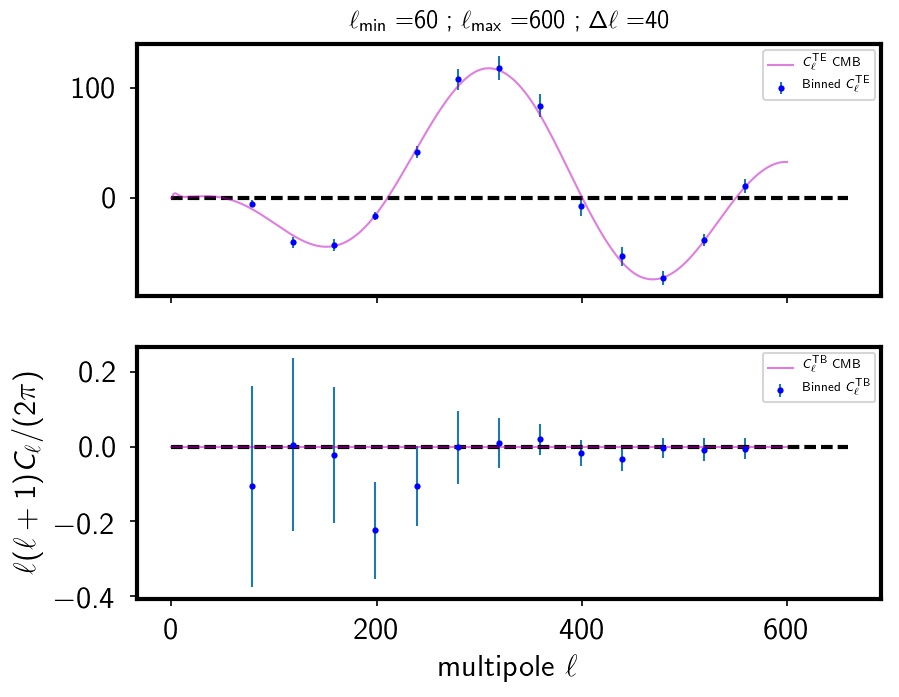 ℓmin =60 ; ℓmax =600 ; Δℓ =40
C_ℓ^TE CMB
Binned C_ℓ^TE
100
0
C_ℓ^TB CMB
Binned C_ℓ^TB
0.2
0.0
−0.2
−0.4
ℓ(ℓ + 1)C_ℓ/(2π)
0 200 400 600
multipole ℓ